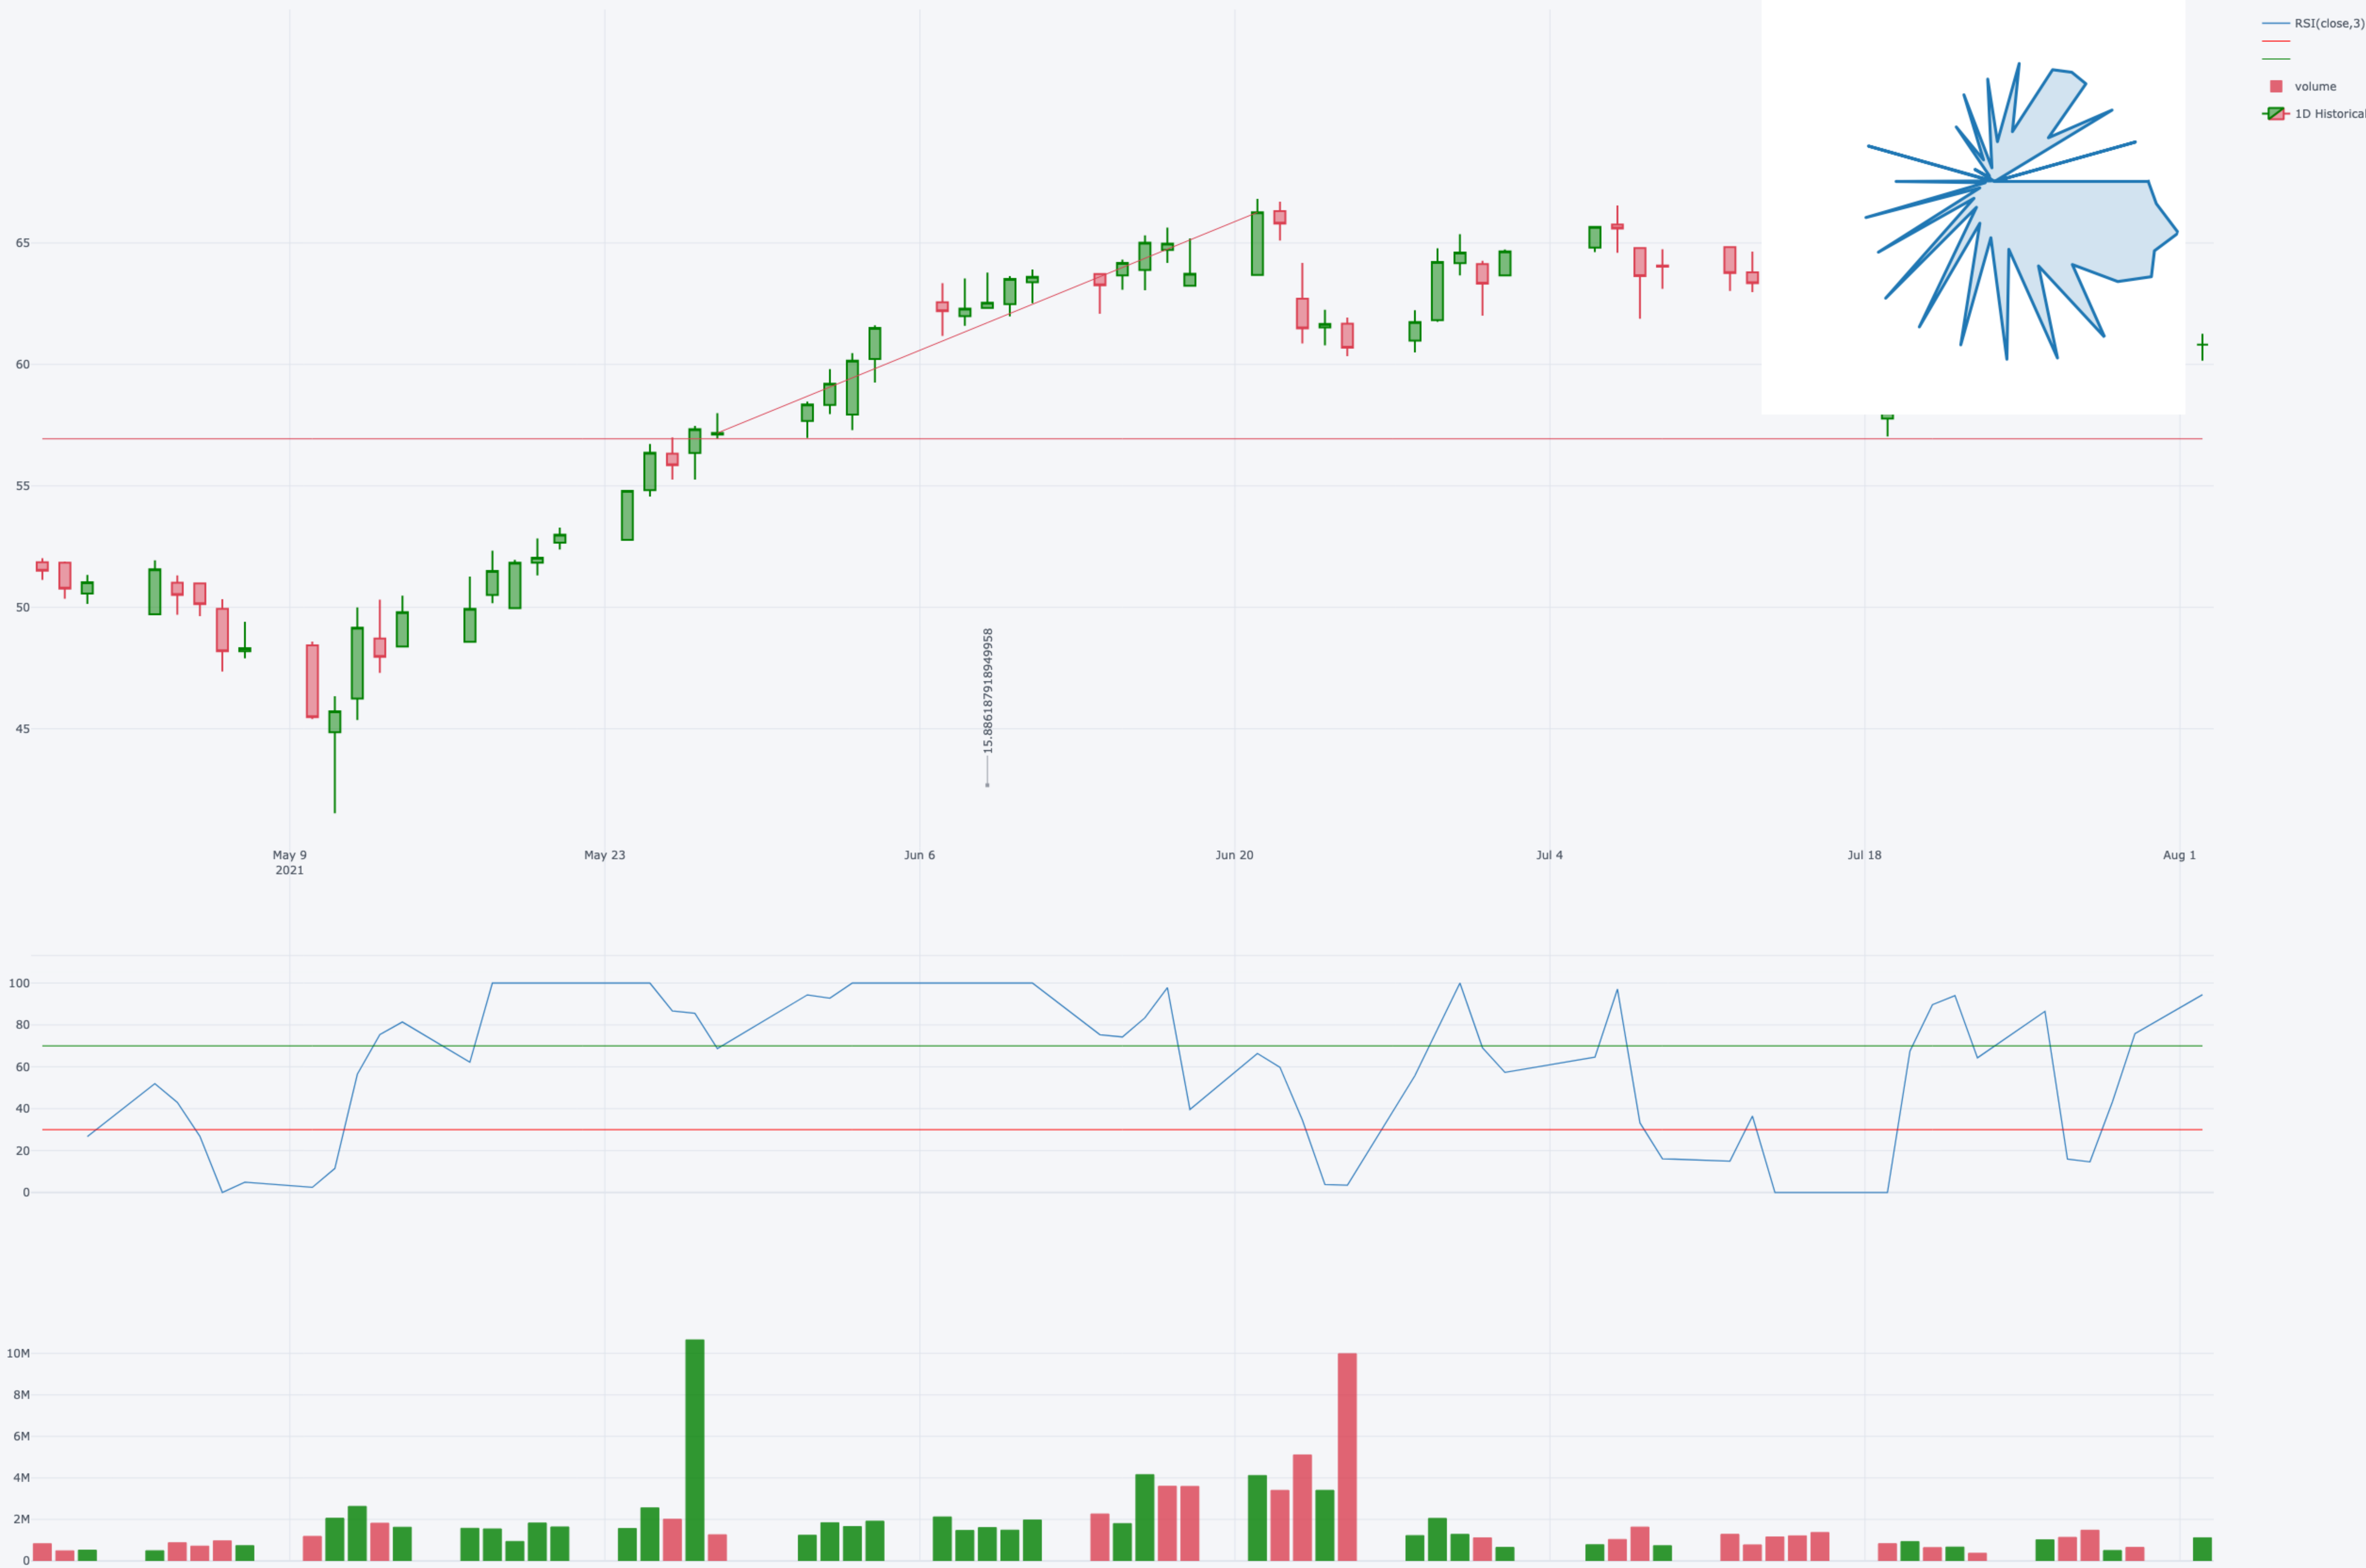 RSI(close,3)
volume
1D Historical
65
60
55
50
45
15.886187918949958
May 9
2021
May 23
Jun 6
Jun 20
Jul 4
Jul 18
Aug 1
100
80
60
40
20
0
10M
8M
6M
4M
2M
0